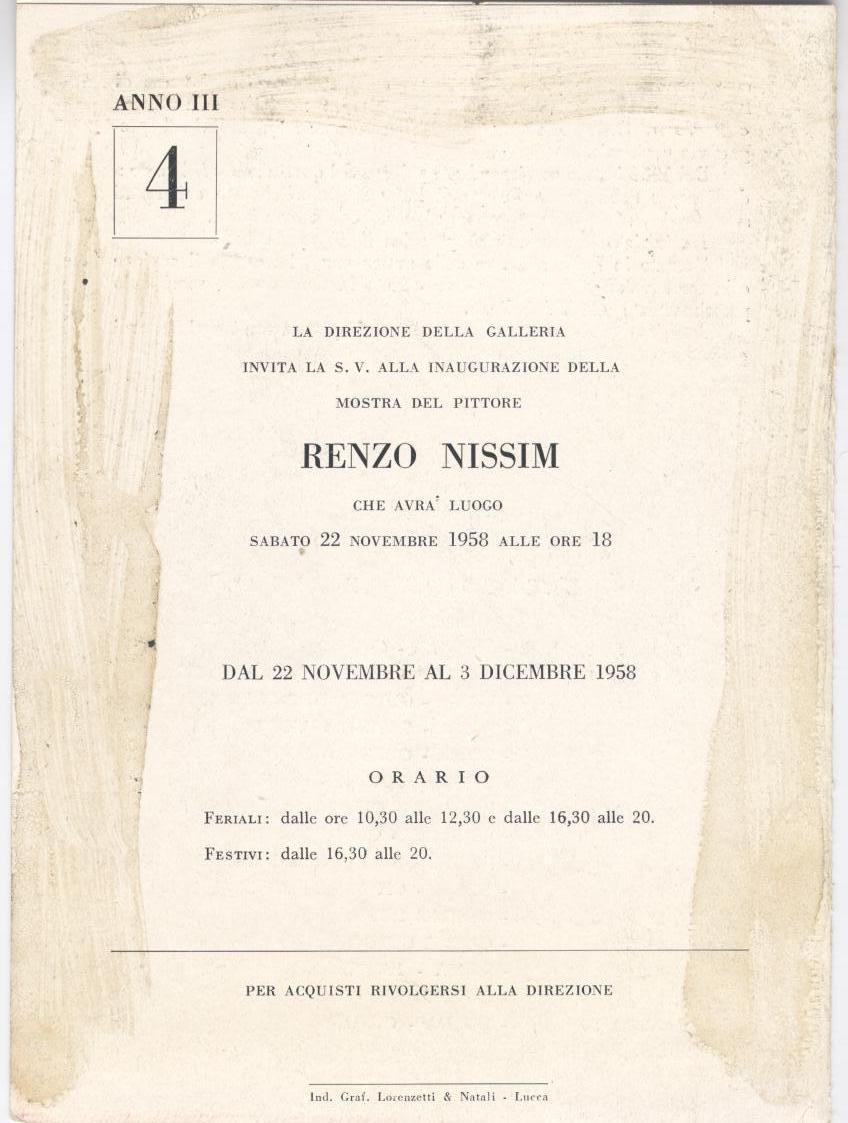 ANNO III
4
LA DIREZIONE DELLA GALLERIA
INVITA LA S. V. ALLA INAUGURAZIONE DELLA
MOSTRA DEL PITTORE
RENZO NISSIM
CHE AVRA' LUOGO
SABATO 22 NOVEMBRE 1958 ALLE ORE 18
DAL 22 NOVEMBRE AL 3 DICEMBRE 1958
ORARIO
FERIALI: dalle ore 10,30 alle 12,30 e dalle 16,30 alle 20.
FESTIVI: dalle 16,30 alle 20.
PER ACQUISTI RIVOLGERSI ALLA DIREZIONE
Ind. Graf. Lorenzetti & Natali - Lucca